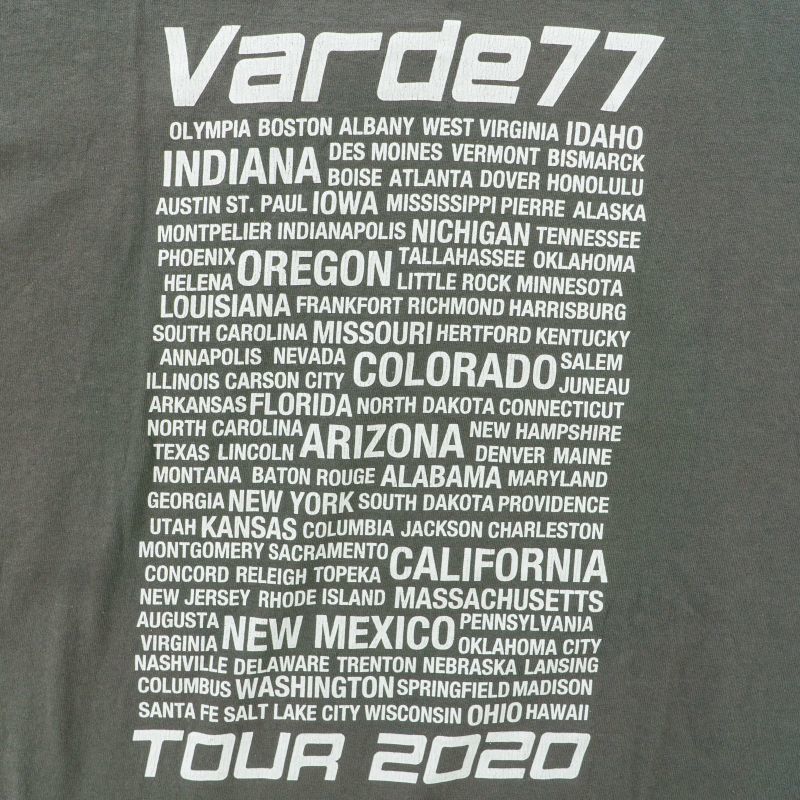 Varde77
OLYMPIA BOSTON ALBANY WEST VIRGINIA IDAHO
INDIANA DES MOINES VERMONT BISMARCK
BOISE ATLANTA DOVER HONOLULU
AUSTIN ST. PAUL IOWA MISSISSIPPI PIERRE ALASKA
MONTPELIER INDIANAPOLIS NICHIGAN TENNESSEE
PHOENIX OREGON TALLAHASSEE OKLAHOMA
HELENA LITTLE ROCK MINNESOTA
LOUISIANA FRANKFORT RICHMOND HARRISBURG
SOUTH CAROLINA MISSOURI HERTFORD KENTUCKY
ANNAPOLIS NEVADA COLORADO SALEM
ILLINOIS CARSON CITY JUNEAU
ARKANSAS FLORIDA NORTH DAKOTA CONNECTICUT
NORTH CAROLINA ARIZONA NEW HAMPSHIRE
TEXAS LINCOLN DENVER MAINE
MONTANA BATON ROUGE ALABAMA MARYLAND
GEORGIA NEW YORK SOUTH DAKOTA PROVIDENCE
UTAH KANSAS COLUMBIA JACKSON CHARLESTON
MONTGOMERY SACRAMENTO CALIFORNIA
CONCORD RELEIGH TOPEKA
NEW JERSEY RHODE ISLAND MASSACHUSETTS
AUGUSTA NEW MEXICO PENNSYLVANIA
VIRGINIA OKLAHOMA CITY
NASHVILLE DELAWARE TRENTON NEBRASKA LANSING
COLUMBUS WASHINGTON SPRINGFIELD MADISON
SANTA FE SALT LAKE CITY WISCONSIN OHIO HAWAII
TOUR 2020